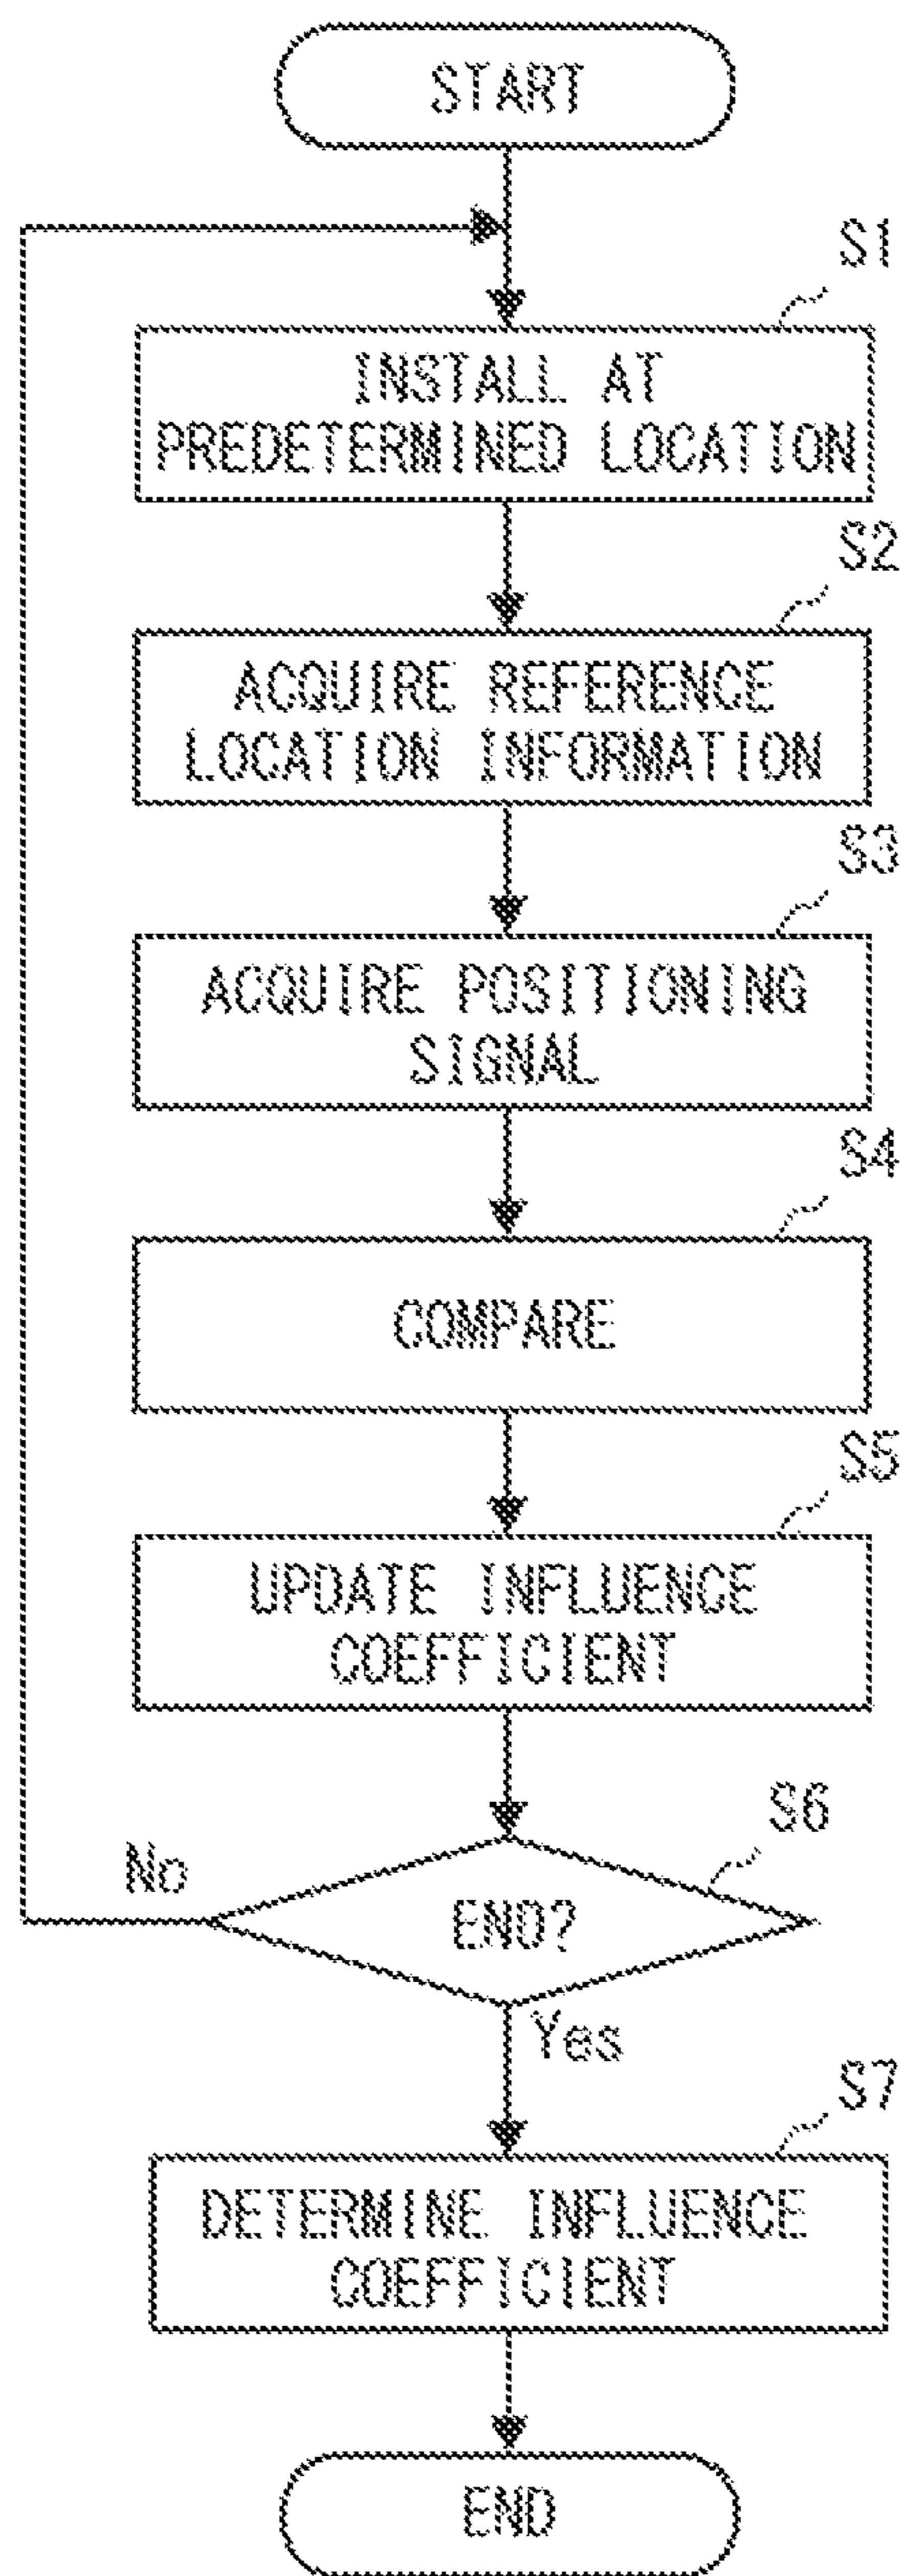 START
S1
INSTALL AT
PREDETERMINED LOCATION
S2
ACQUIRE REFERENCE
LOCATION INFORMATION
S3
ACQUIRE POSITIONING
SIGNAL
S4
COMPARE
S5
UPDATE INFLUENCE
COEFFICIENT
S6
No
END?
Yes
S7
DETERMINE INFLUENCE
COEFFICIENT
END